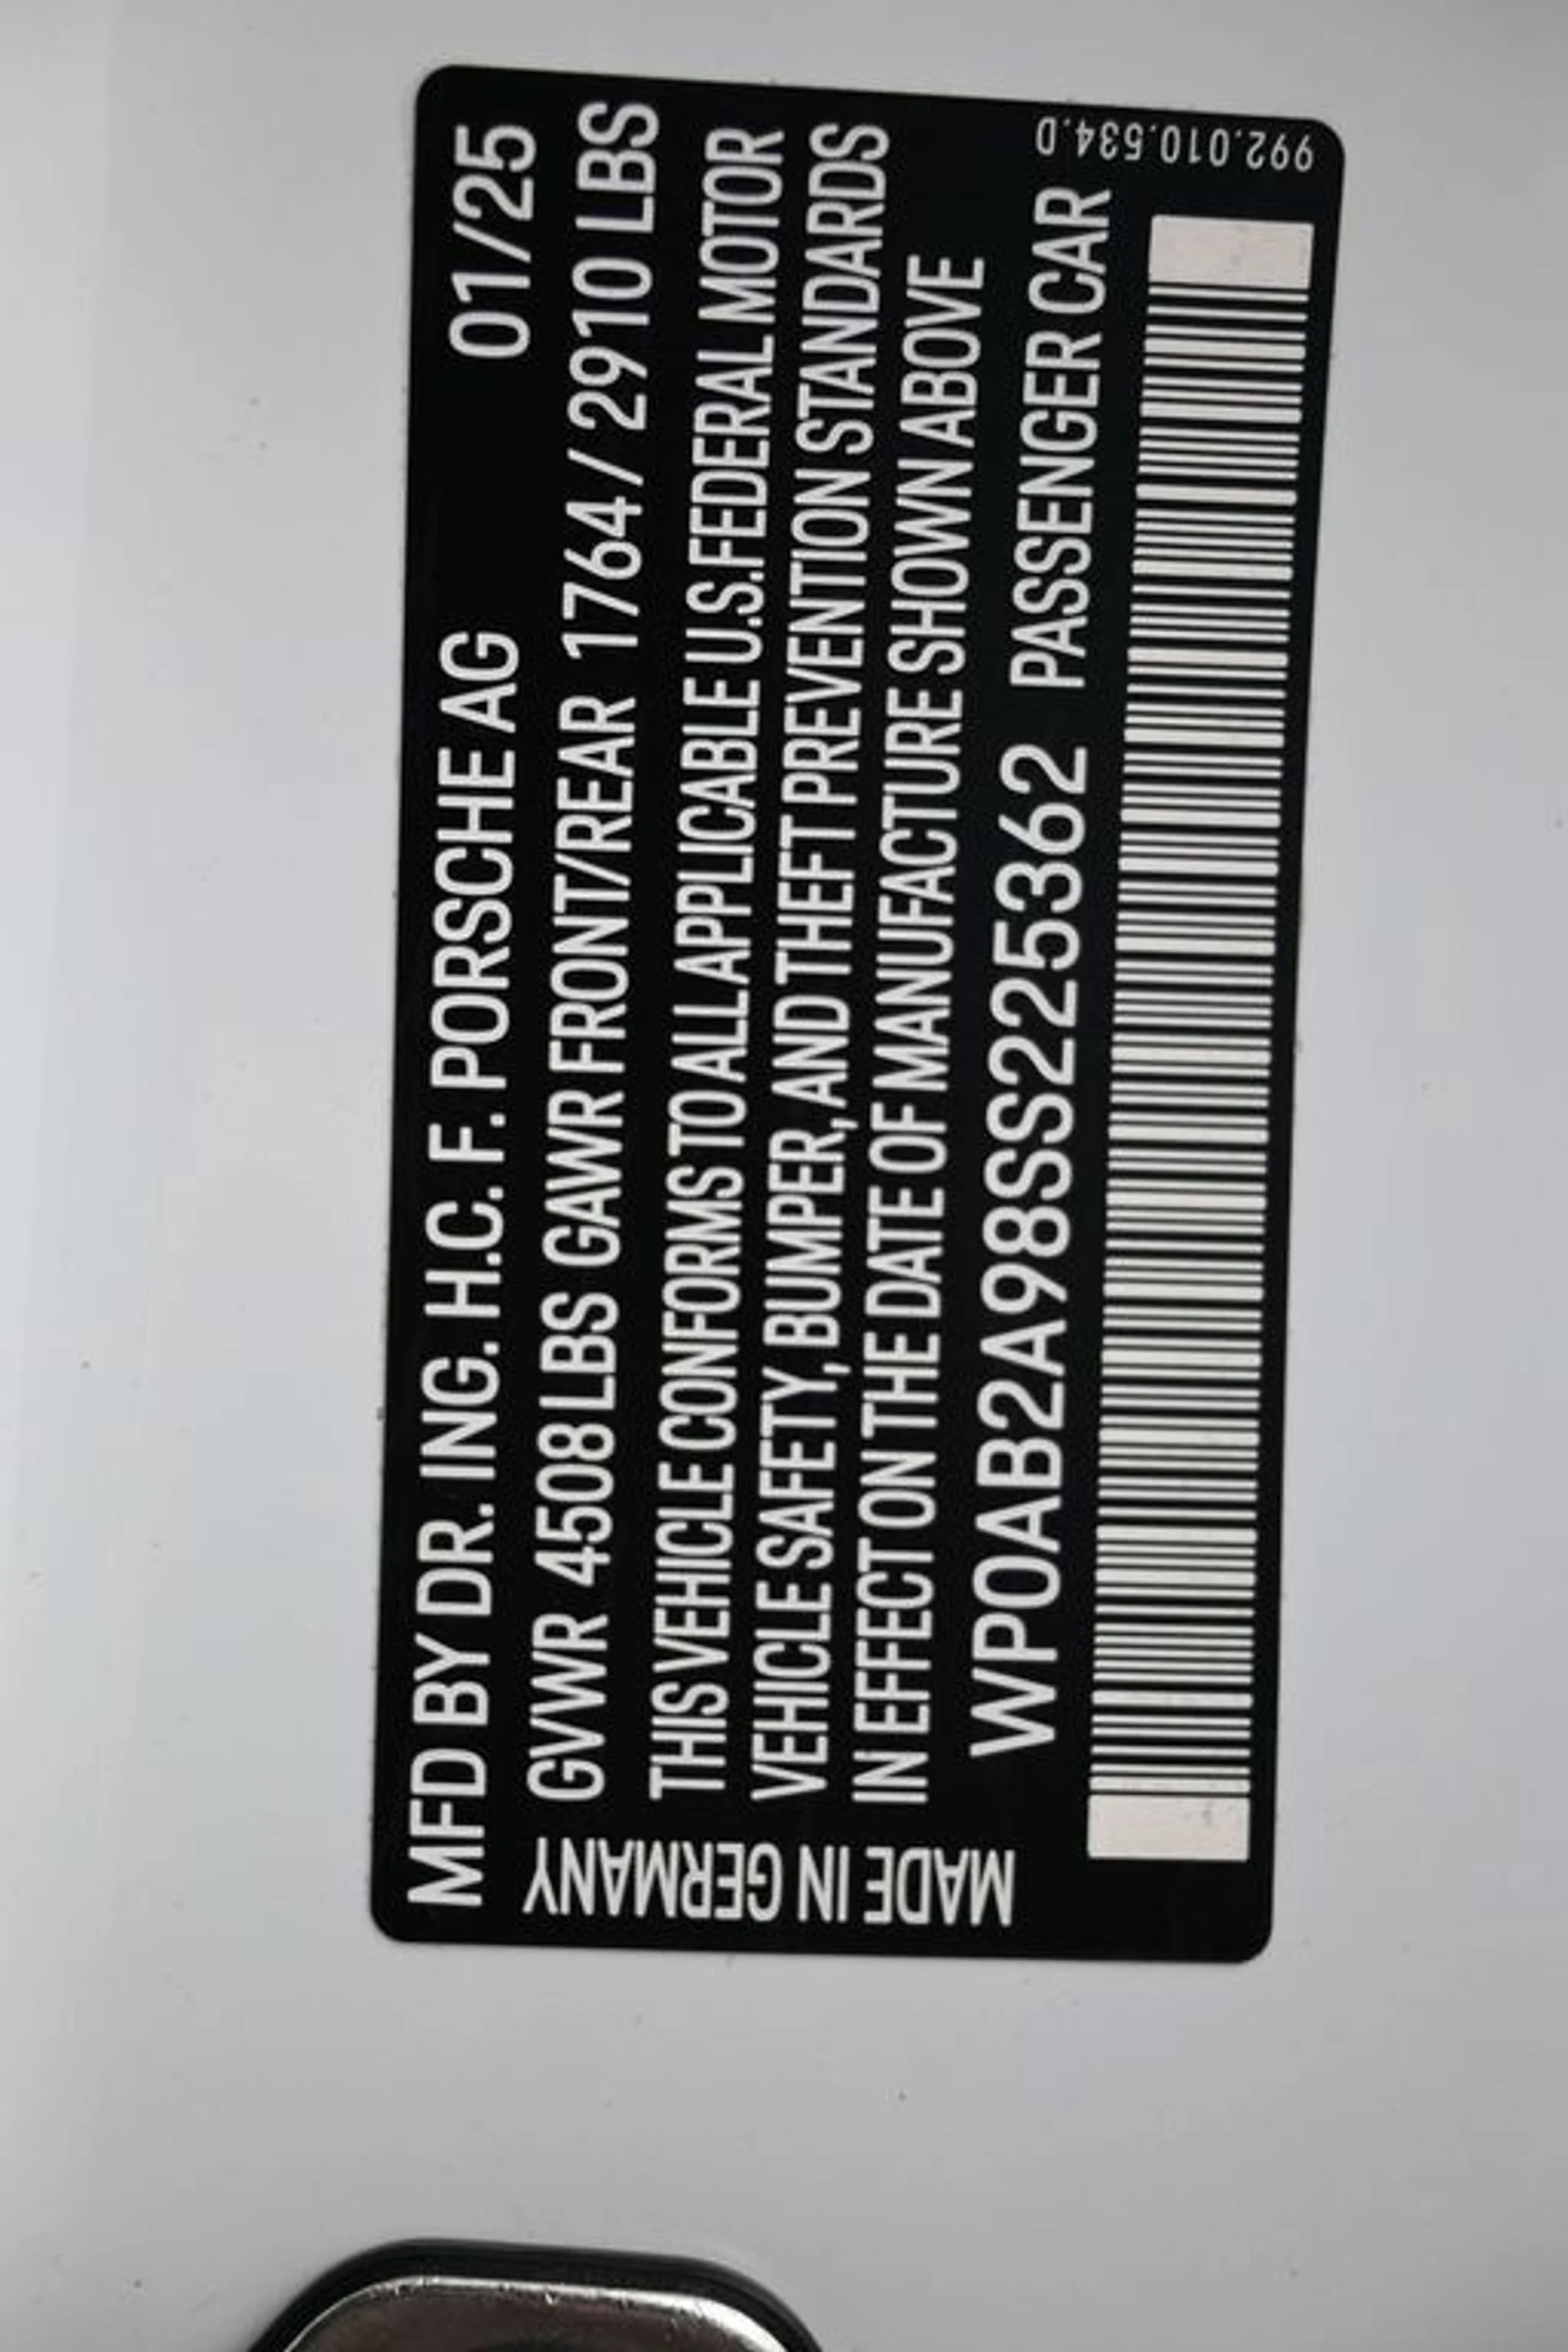 MFD BY DR. ING. H.C. F. PORSCHE AG 01/25
GVWR 4508 LBS GAWR FRONT/REAR 1764 / 2910 LBS
THIS VEHICLE CONFORMS TO ALL APPLICABLE U.S.FEDERAL MOTOR
VEHICLE SAFETY, BUMPER, AND THEFT PREVENTION STANDARDS
IN EFFECT ON THE DATE OF MANUFACTURE SHOWN ABOVE
WP0AB2A98SS225362 PASSENGER CAR
MADE IN GERMANY
992.010.534.D